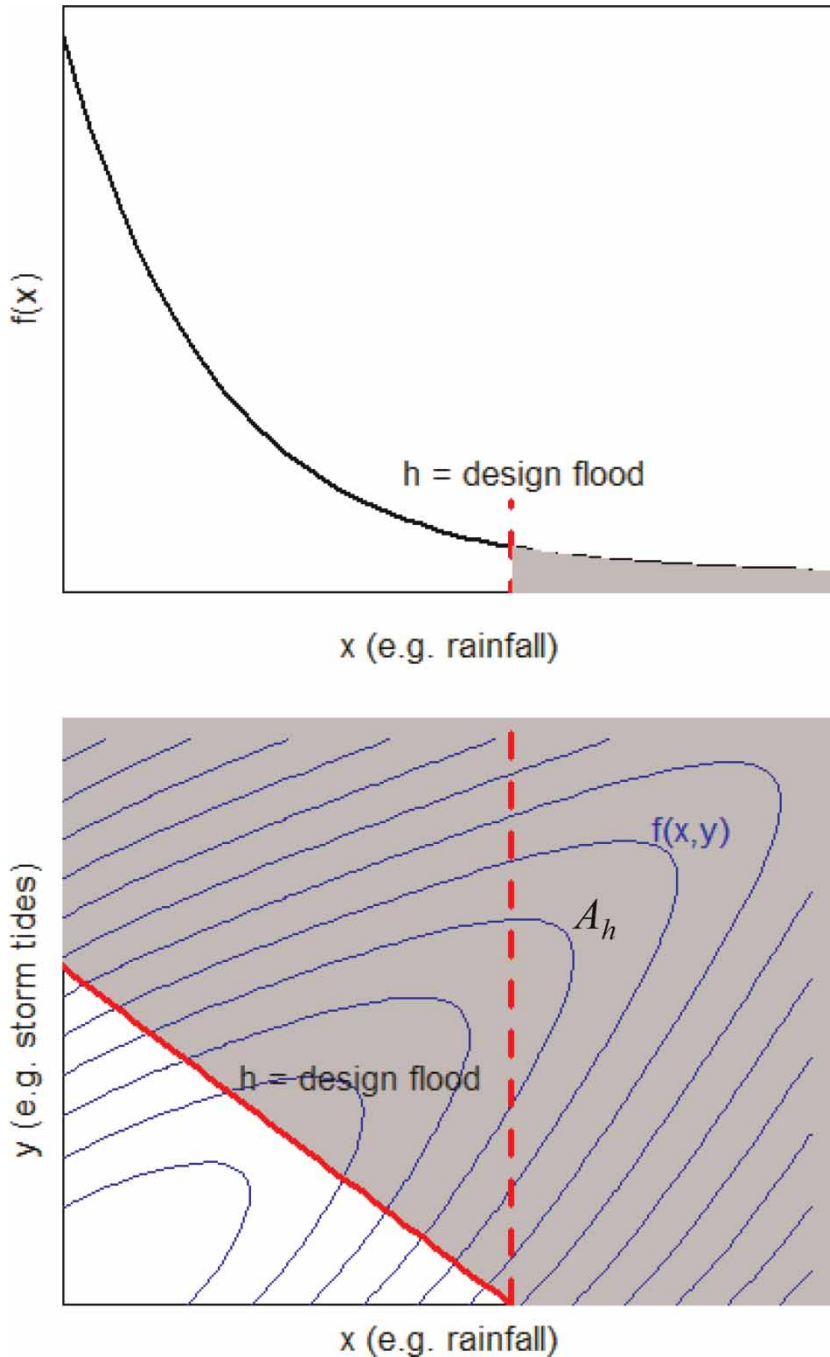 f(x)
h = design flood
x (e.g. rainfall)
y (e.g. storm tides)
f(x,y)
A_h
h = design flood
x (e.g. rainfall)